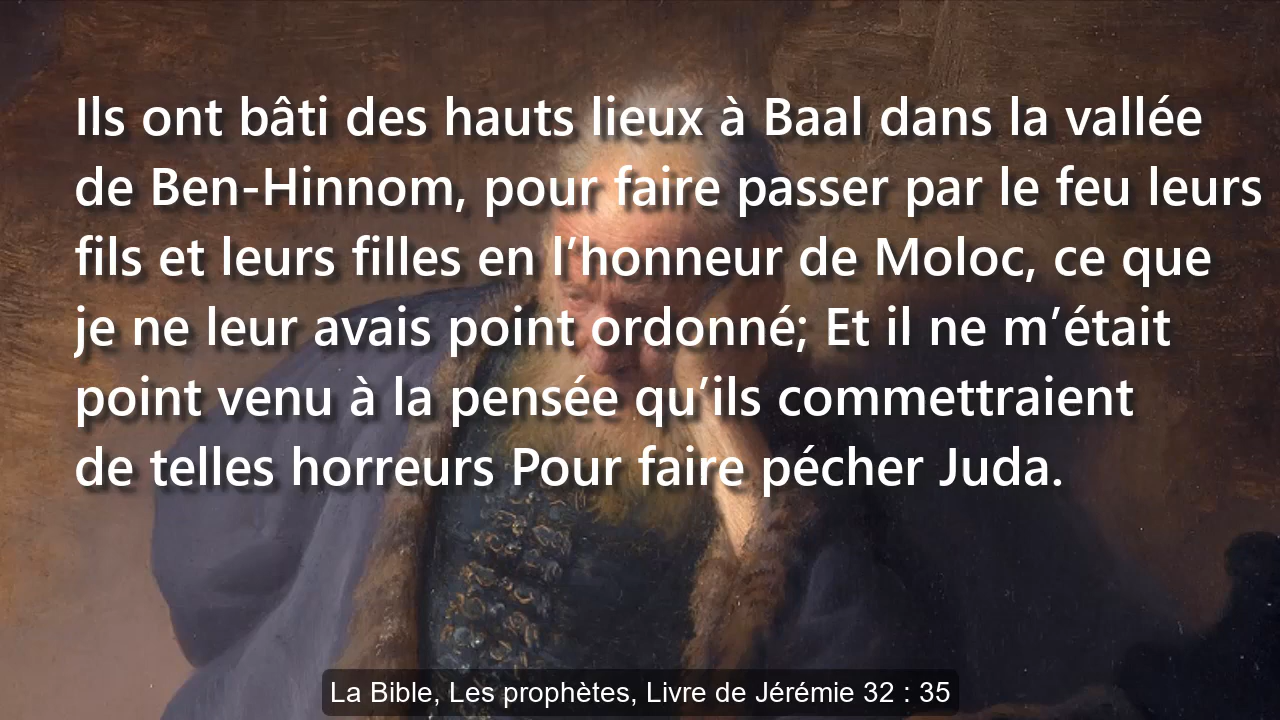 Ils ont bâti des hauts lieux à Baal dans la vallée
de Ben-Hinnom, pour faire passer par le feu leurs
fils et leurs filles en l’honneur de Moloc, ce que
je ne leur avais point ordonné; Et il ne m’était
point venu à la pensée qu’ils commettraient
de telles horreurs Pour faire pécher Juda.
La Bible, Les prophètes, Livre de Jérémie 32 : 35